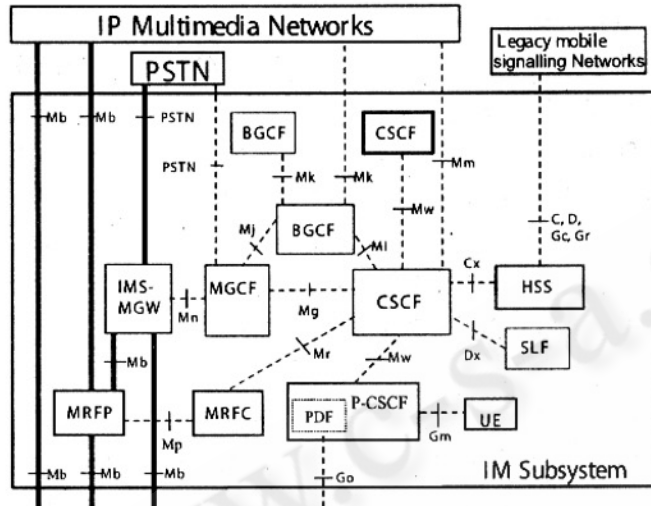 IP Multimedia Networks
Legacy mobile
signalling Networks
PSTN
Mb
Mb
PSTN
BGCF
CSCF
Mm
PSTN
Mk
Mk
Mw
C, D,
Gc, Gr
Mj
BGCF
Mi
Cx
IMS-
MGW
Mn
MGCF
Mg
CSCF
HSS
Dx
SLF
Mb
Mr
Mw
MRFP
Mp
MRFC
PDF
P-CSCF
Gm
UE
Mb
Mb
Mb
Go
IM Subsystem